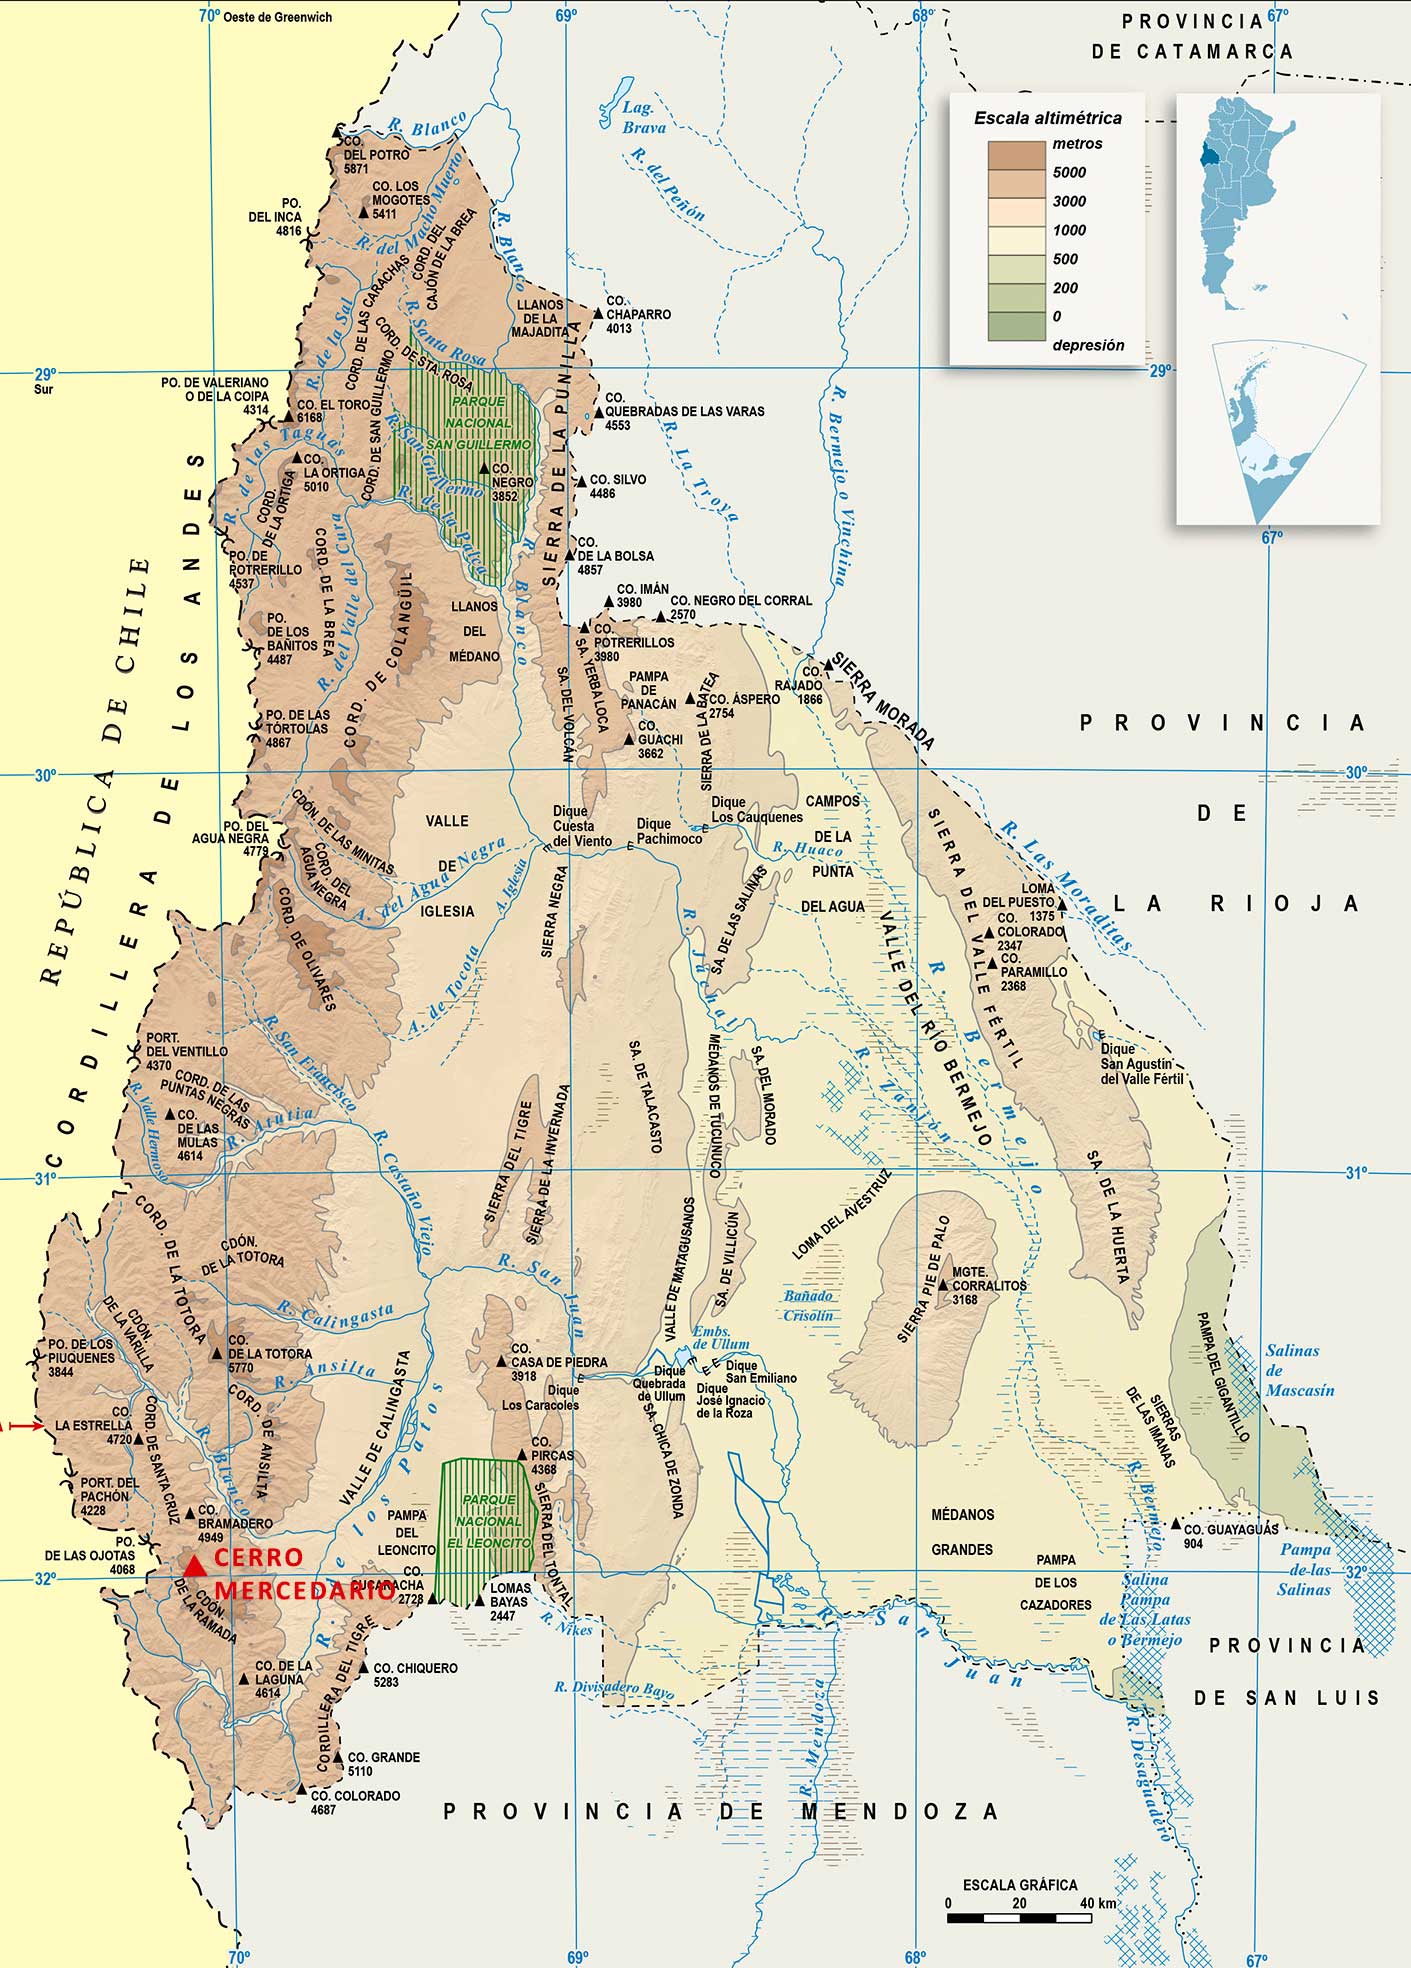 70°
Oeste de Greenwich
69°
68°
67°
PROVINCIA
DE CATAMARCA
Escala altimétrica
metros
5000
3000
1000
500
200
0
depresión
R. Blanco
Lag.
Brava
R. del Peñón
CO.
DEL POTRO
5871
CO. LOS
MOGOTES
5411
PO.
DEL INCA
4816
R. del Macho Muerto
CORD. DEL
CAJÓN DE LA BREA
R. Blanco
R. de la Sal
CORD. DE LAS CARACHAS
LLANOS
DE LA
MAJADITA
CO.
CHAPARRO
4013
R. Santa Rosa
CORD. DE STA. ROSA
29°
Sur
29°
PO. DE VALERIANO
O DE LA COIPA
4314
CO. EL TORO
6168
CORD. DE SAN GUILLERMO
PARQUE
NACIONAL
SAN GUILLERMO
SIERRA DE LA PUNILLA
CO.
QUEBRADAS DE LAS VARAS
4553
R. Bermejo o Vinchina
R. de las Taguas
R. San Guillermo
R. La Troya
CO.
LA ORTIGA
5010
CORD.
DE LA ORTIGA
CO.
NEGRO
3852
CO. SILVO
4486
R. de la Palca
R. Blanco
67°
CO.
DE LA BOLSA
4857
PO. DE
POTRERILLO
4537
CORD. DE LA BREA
R. del Valle del Cura
CORD. DE COLANGÜIL
LLANOS
DEL
MÉDANO
CO. IMÁN
3980
CO. NEGRO DEL CORRAL
2570
PO.
DE LOS
BAÑITOS
4487
CO.
POTRERILLOS
3980
SA. YERBA LOCA
SA. DEL VOLCÁN
PAMPA
DE
PANACÁN
CO. ÁSPERO
2754
SIERRA DE LA BATEA
CO.
RAJADO
1866
SIERRA MORADA
CO.
GUACHI
3662
PO. DE LAS
TÓRTOLAS
4867
REPÚBLICA DE CHILE
CORDILLERA DE LOS ANDES
PROVINCIA
DE
LA RIOJA
30°
30°
CDÓN. DE LAS MINITAS
PO. DEL
AGUA NEGRA
4779
CORD. DEL
AGUA NEGRA
VALLE
DE
IGLESIA
A. del Agua Negra
A. Iglesia
Dique
Cuesta
del Viento
Dique
Pachimoco
Dique
Los Cauquenes
CAMPOS
DE LA
PUNTA
DEL AGUA
R. Huaco
R. Las Moraditas
SIERRA DEL VALLE FÉRTIL
LOMA
DEL PUESTO
1375
CO.
COLORADO
2347
CO.
PARAMILLO
2368
CORD. DE OLIVARES
SIERRA NEGRA
A. de Tocota
R. Jáchal
SA. DE LAS SALINAS
VALLE DEL RÍO BERMEJO
R. Bermejo
R. San Francisco
PORT.
DEL VENTILLO
4370
CORD. DE LAS
PUNTAS NEGRAS
R. Valle Hermoso
CO.
DE LAS
MULAS
4614
R. Atutia
SA. DE TALACASTO
MÉDANOS DE TUCUNUCO
SA. DEL MORADO
R. Zanjón
Dique
San Agustín
del Valle Fértil
R. Castaño Viejo
SIERRA DEL TIGRE
SIERRA DE LA INVERNADA
31°
31°
SA. DE LA HUERTA
LOMA DEL AVESTRUZ
SIERRA PIE DE PALO
MGTE.
CORRALITOS
3168
CORD. DE LA TOTORA
CDÓN.
DE LA TOTORA
R. San Juan
VALLE DE MATAGUSANOS
SA. DE VILLICÚN
Bañado
Crisolín
R. Calingasta
CDÓN.
DE LA VARILLA
CO.
DE LA TOTORA
5770
PO. DE LOS
PIUQUENES
3844
R. Ansilta
CO.
CASA DE PIEDRA
3918
Embs.
de Ullum
Dique
San Emiliano
Dique
Quebrada
de Ullum
Dique
José Ignacio
de la Roza
Dique
Los Caracoles
PAMPA DEL GIGANTILLO
Salinas
de
Mascasín
SIERRAS
DE LAS IMANAS
CO.
LA ESTRELLA
4720
CORD. DE SANTA CRUZ
R. Blanco
CORD. DE ANSILTA
VALLE DE CALINGASTA
R. de los Patos
CO.
PIRCAS
4368
SA. CHICA DE ZONDA
PORT. DEL
PACHÓN
4228
CO.
BRAMADERO
4949
PAMPA
DEL
LEONCITO
PARQUE
NACIONAL
EL LEONCITO
SIERRA DEL TONTAL
MÉDANOS
GRANDES
R. Bermejo
CO. GUAYAGUAS
904
Pampa
de las
Salinas
PO.
DE LAS OJOTAS
4068
CERRO
MERCEDARIO
32°
32°
CO.
CUCARACHA
2728
LOMAS
BAYAS
2447
PAMPA
DE LOS
CAZADORES
Salina
Pampa
de Las Latas
o Bermejo
CDÓN.
DE LA RAMADA
R. Nikes
R. San Juan
PROVINCIA
DE SAN LUIS
CO. DE LA
LAGUNA
4614
CORDILLERA DEL TIGRE
CO. CHIQUERO
5283
R. Divisadero Bayo
R. Mendoza
R. Desaguadero
CO. GRANDE
5110
CO. COLORADO
4687
PROVINCIA DE MENDOZA
ESCALA GRÁFICA
0 20 40 km
70°
69°
68°
67°